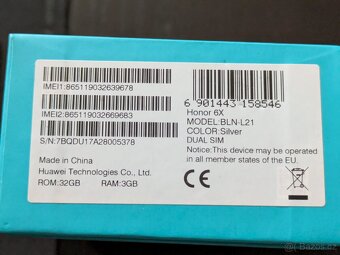 IMEI1:865119032639678
IMEI2:865119032669683
S/N:7BQDU17A28005378
Made in China
Huawei Technologies Co., Ltd.
ROM:32GB RAM:3GB
6 901443 158546
Honor 6X
MODEL:BLN-L21
COLOR:Silver
DUAL SIM
Notice: This device may be operated
in all member states of the EU.
Bazoš.cz